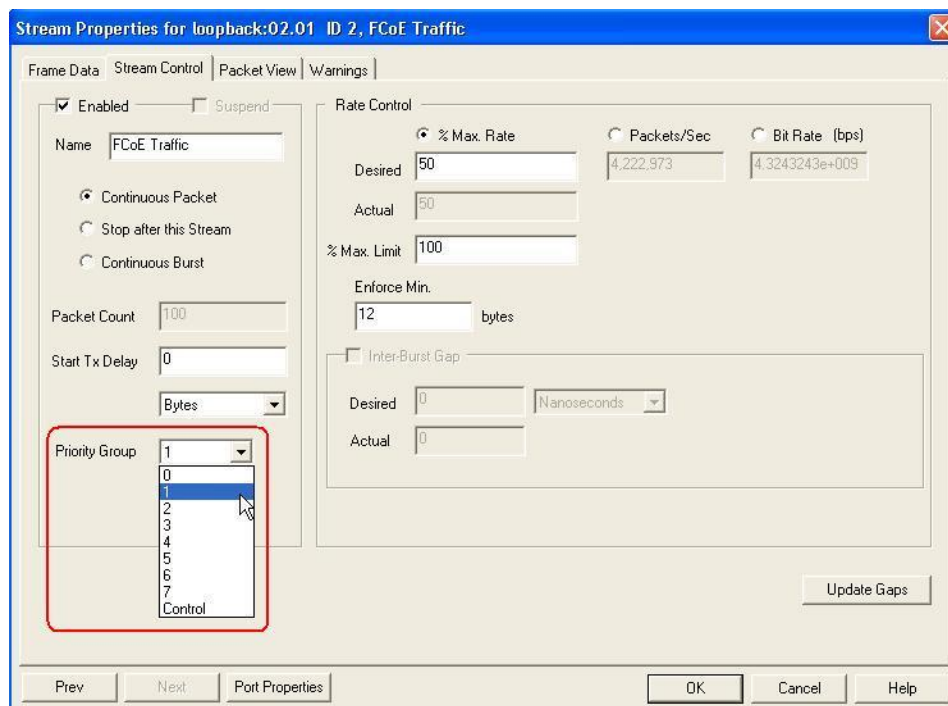 Stream Properties for loopback:02.01 ID 2, FCoE Traffic
Frame Data Stream Control Packet View Warnings
Enabled Suspend
Name FCoE Traffic
Continuous Packet
Stop after this Stream
Continuous Burst
Packet Count 100
Start Tx Delay 0
Bytes
Priority Group 1
0
1
2
3
4
5
6
7
Control
Rate Control
% Max. Rate Packets/Sec Bit Rate (bps)
Desired 50 4,222,973 4.3243243e+009
Actual 50
% Max. Limit 100
Enforce Min.
12 bytes
Inter-Burst Gap
Desired 0 Nanoseconds
Actual 0
Update Gaps
Prev Next Port Properties OK Cancel Help